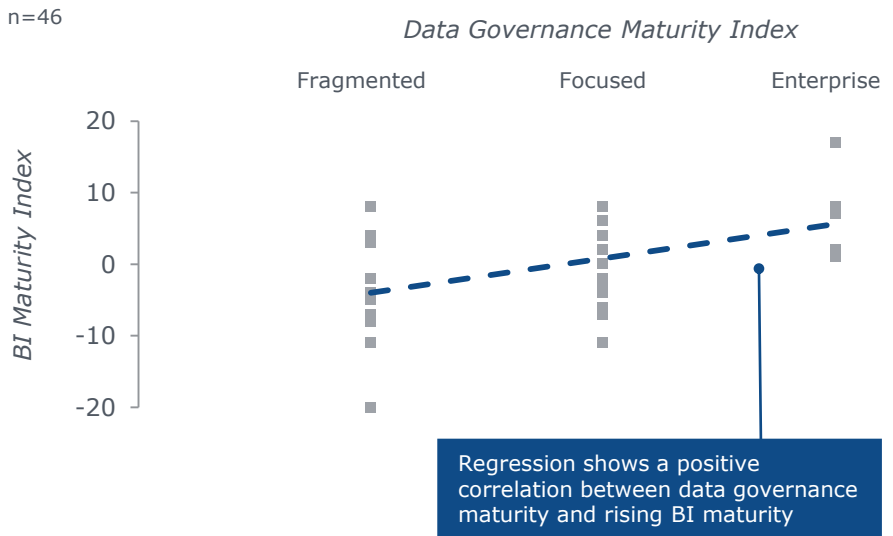 n=46
Data Governance Maturity Index
Fragmented Focused Enterprise
BI Maturity Index
20
10
0
-10
-20
Regression shows a positive
correlation between data governance
maturity and rising BI maturity